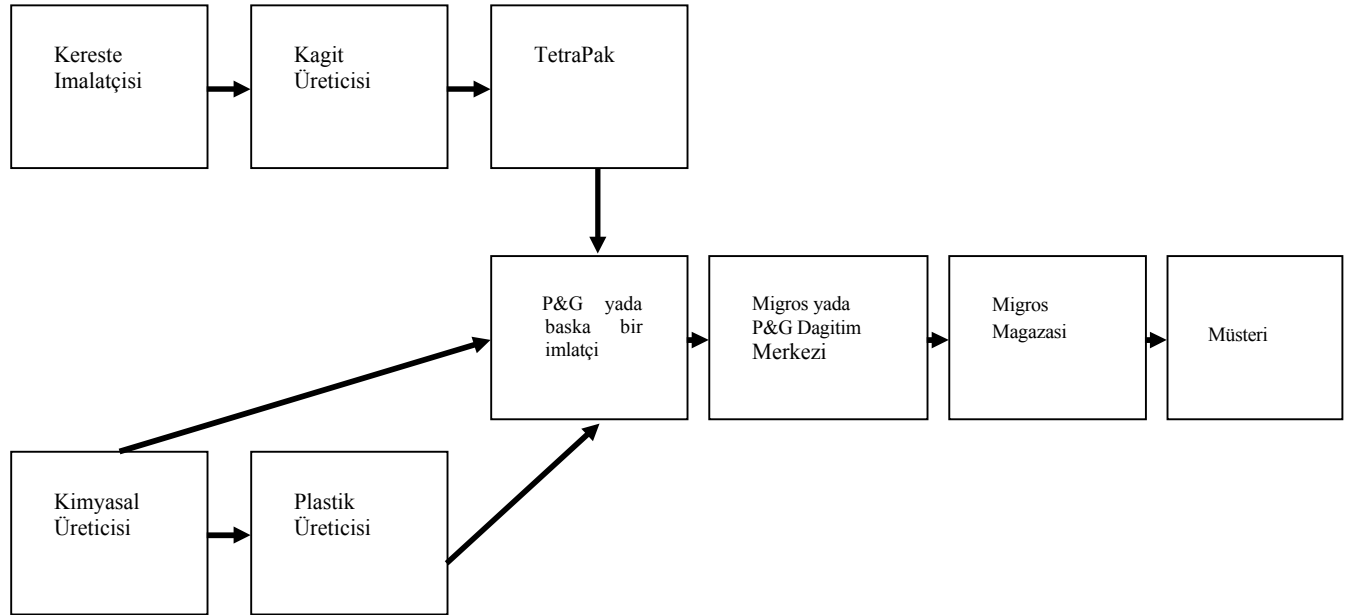 Kereste
Imalatçisi
Kagit
Üreticisi
TetraPak
P&G yada
baska bir
imlatçi
Migros yada
P&G Dagitim
Merkezi
Migros
Magazasi
Müsteri
Kimyasal
Üreticisi
Plastik
Üreticisi